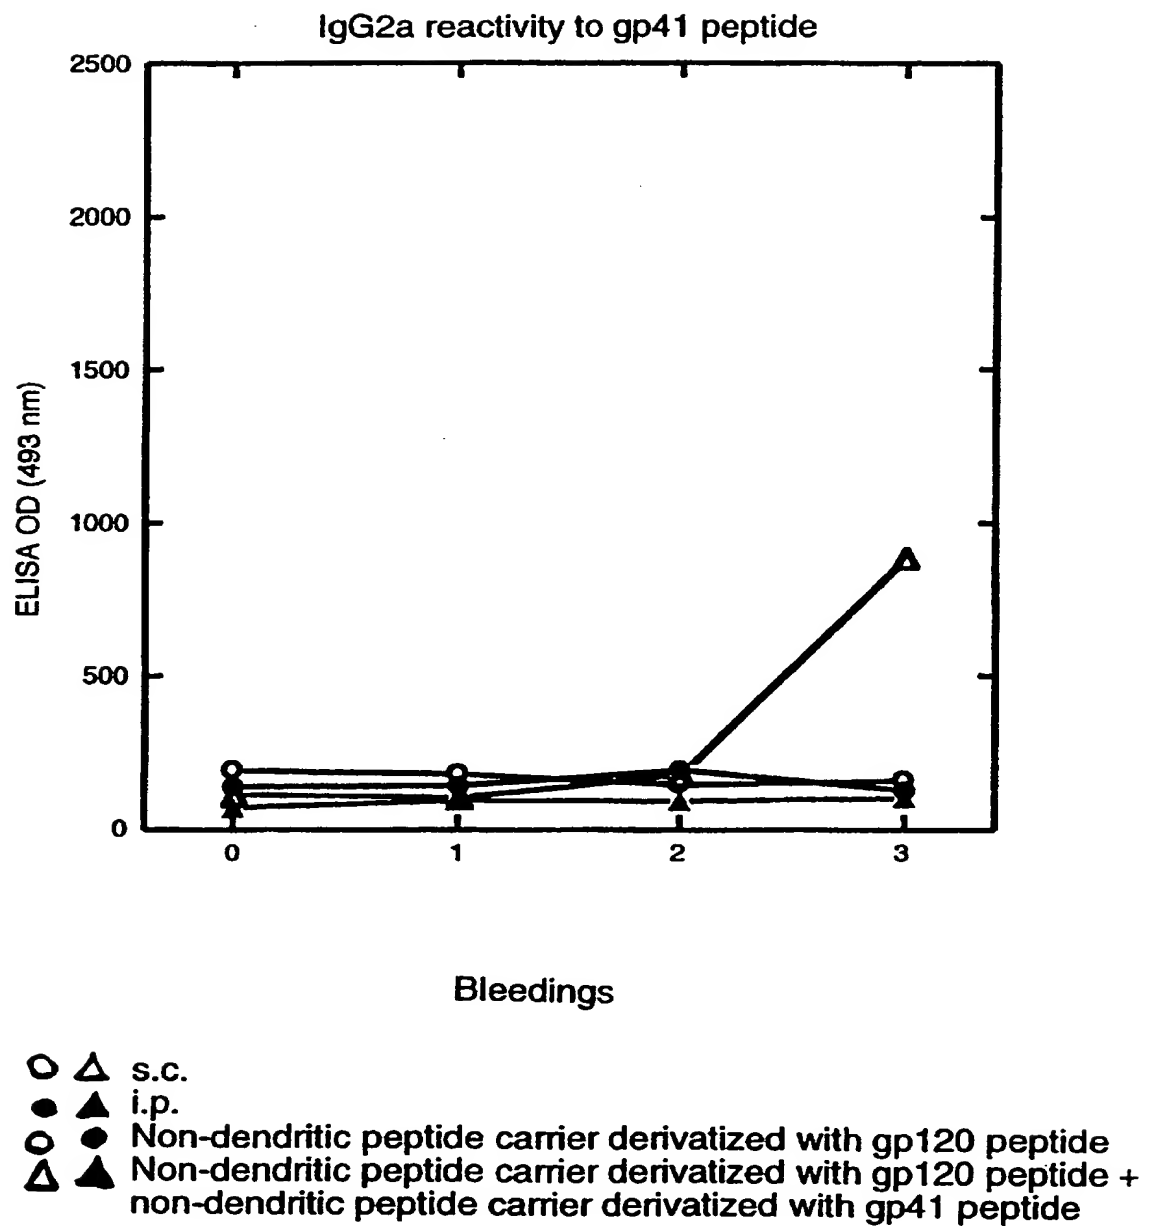 IgG2a reactivity to gp41 peptide
2500
2000
1500
1000
500
0
ELISA OD (493 nm)
0 1 2 3
Bleedings
s.c.
i.p.
Non-dendritic peptide carrier derivatized with gp120 peptide
Non-dendritic peptide carrier derivatized with gp120 peptide +
non-dendritic peptide carrier derivatized with gp41 peptide